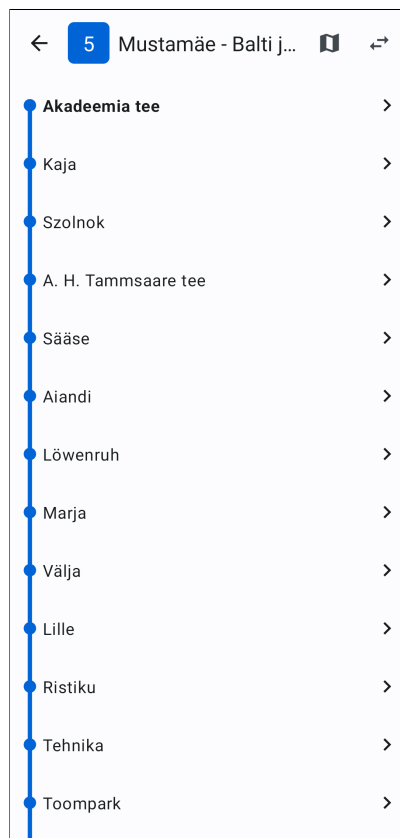 5 Mustamäe - Balti j...
Akadeemia tee
Kaja
Szolnok
A. H. Tammsaare tee
Sääse
Aiandi
Löwenruh
Marja
Välja
Lille
Ristiku
Tehnika
Toompark